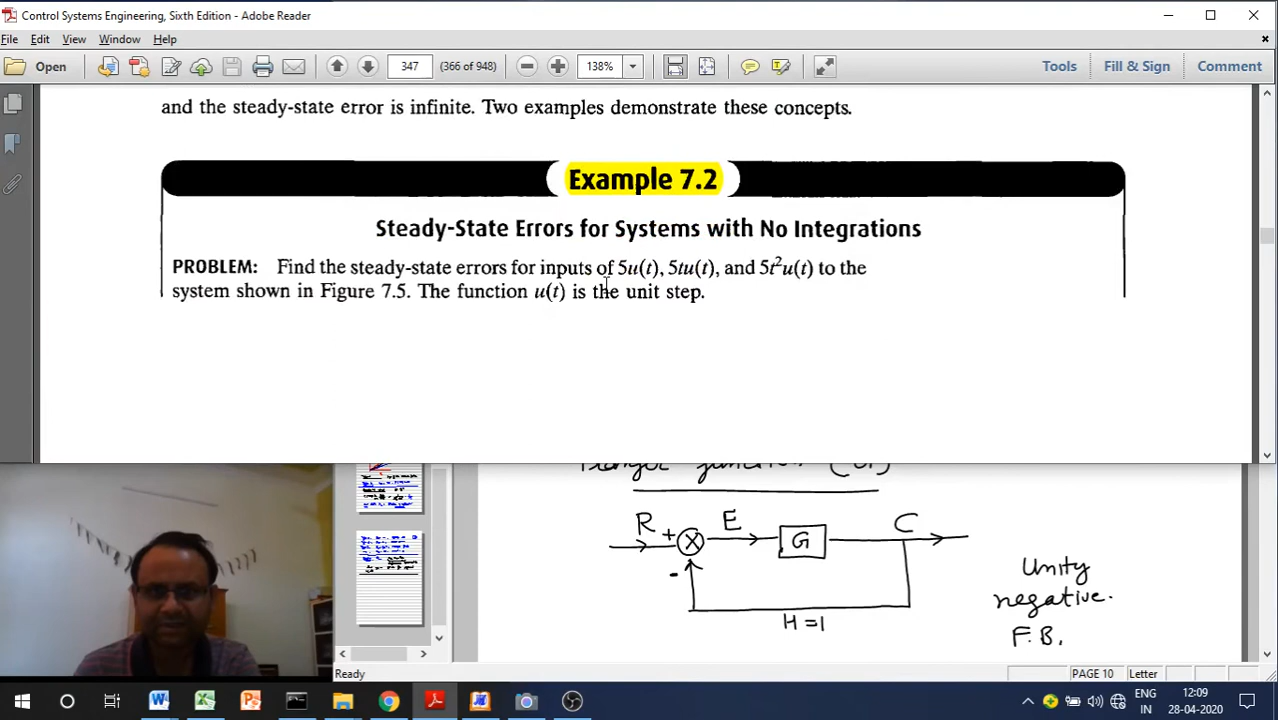 Control Systems Engineering, Sixth Edition - Adobe Reader
File Edit View Window Help
Open 347 (366 of 948) 138% Tools Fill & Sign Comment
and the steady-state error is infinite. Two examples demonstrate these concepts.
Example 7.2
Steady-State Errors for Systems with No Integrations
PROBLEM: Find the steady-state errors for inputs of 5u(t), 5tu(t), and 5t²u(t) to the
system shown in Figure 7.5. The function u(t) is the unit step.
R + E G C
-
H = 1
Unity
negative.
F.B.
Ready PAGE 10 Letter
ENG 12:09
IN 28-04-2020